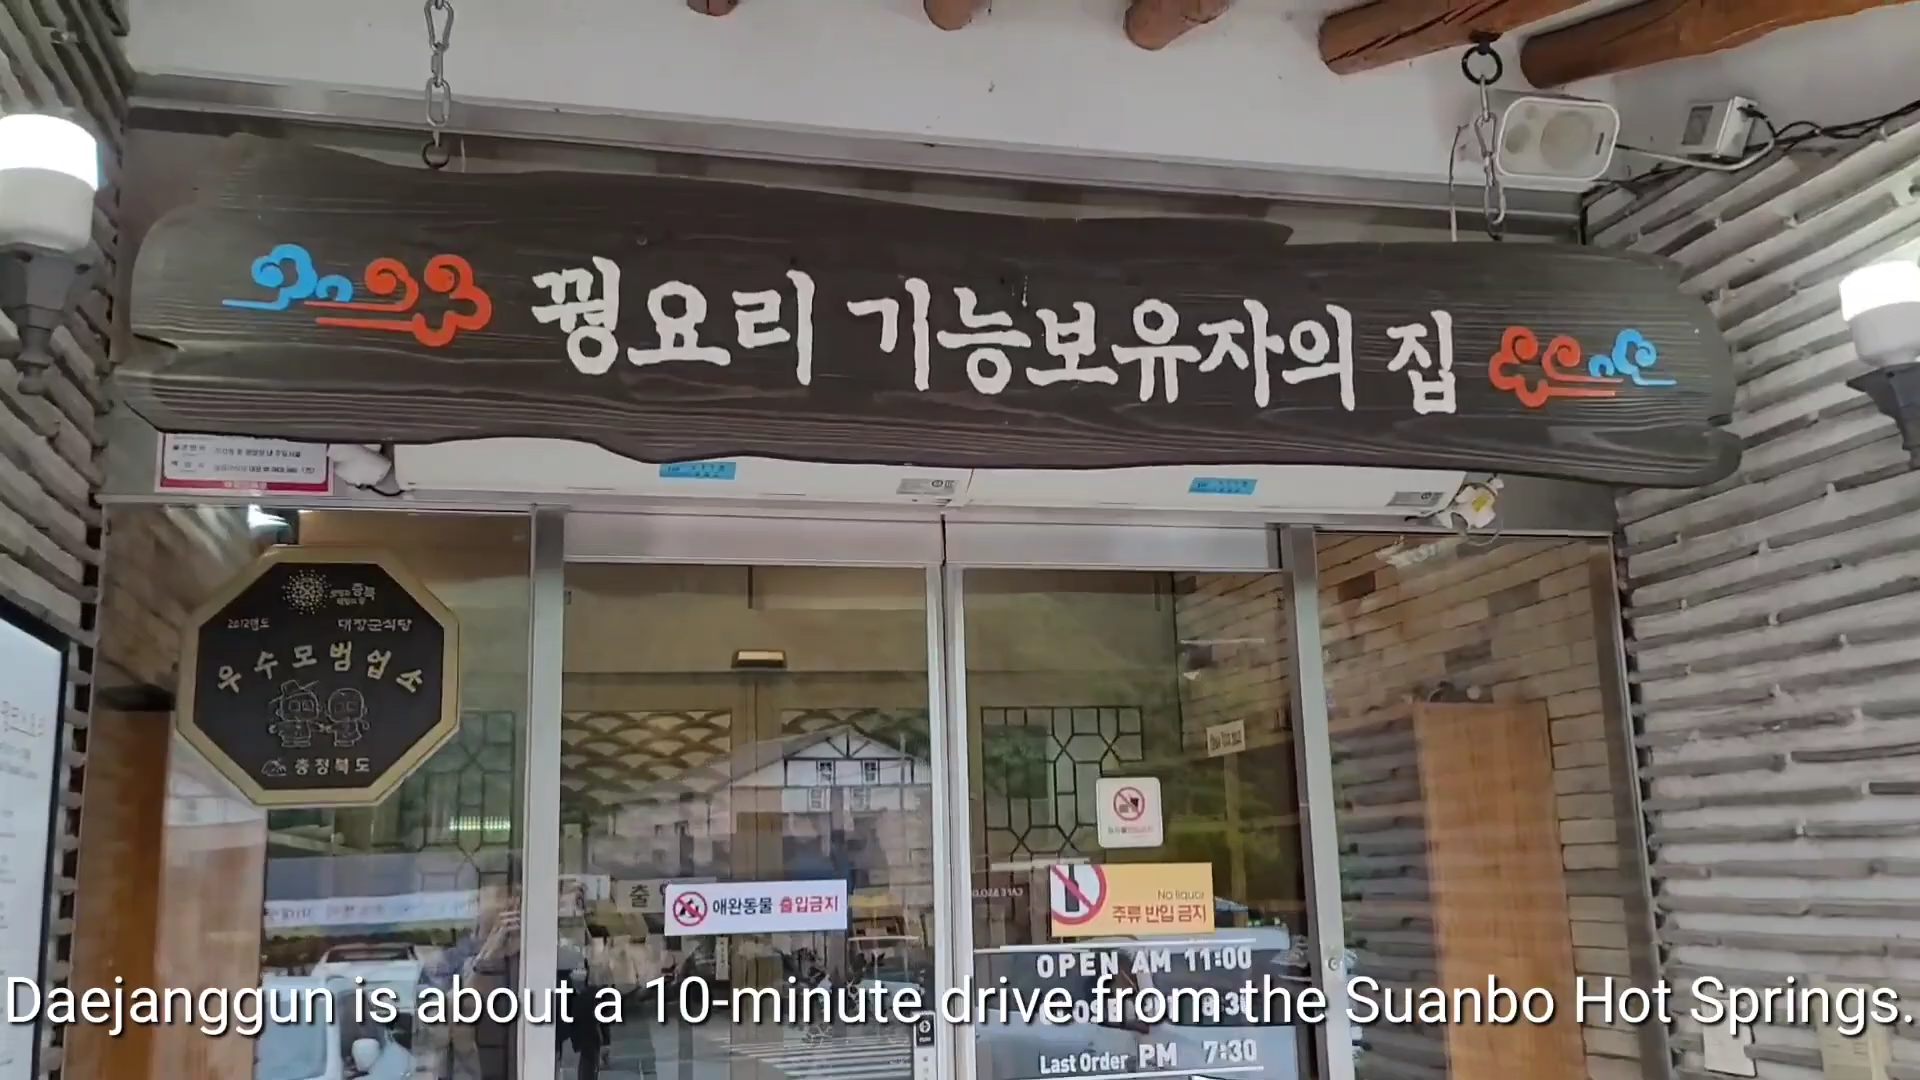 꿩요리 기능보유자의 집
2012년도 대장군식당
우수모범업소
충청북도
애완동물 출입금지
No liquor
주류 반입 금지
OPEN AM 11:00
Last Order PM 7:30
Daejanggun is about a 10-minute drive from the Suanbo Hot Springs.